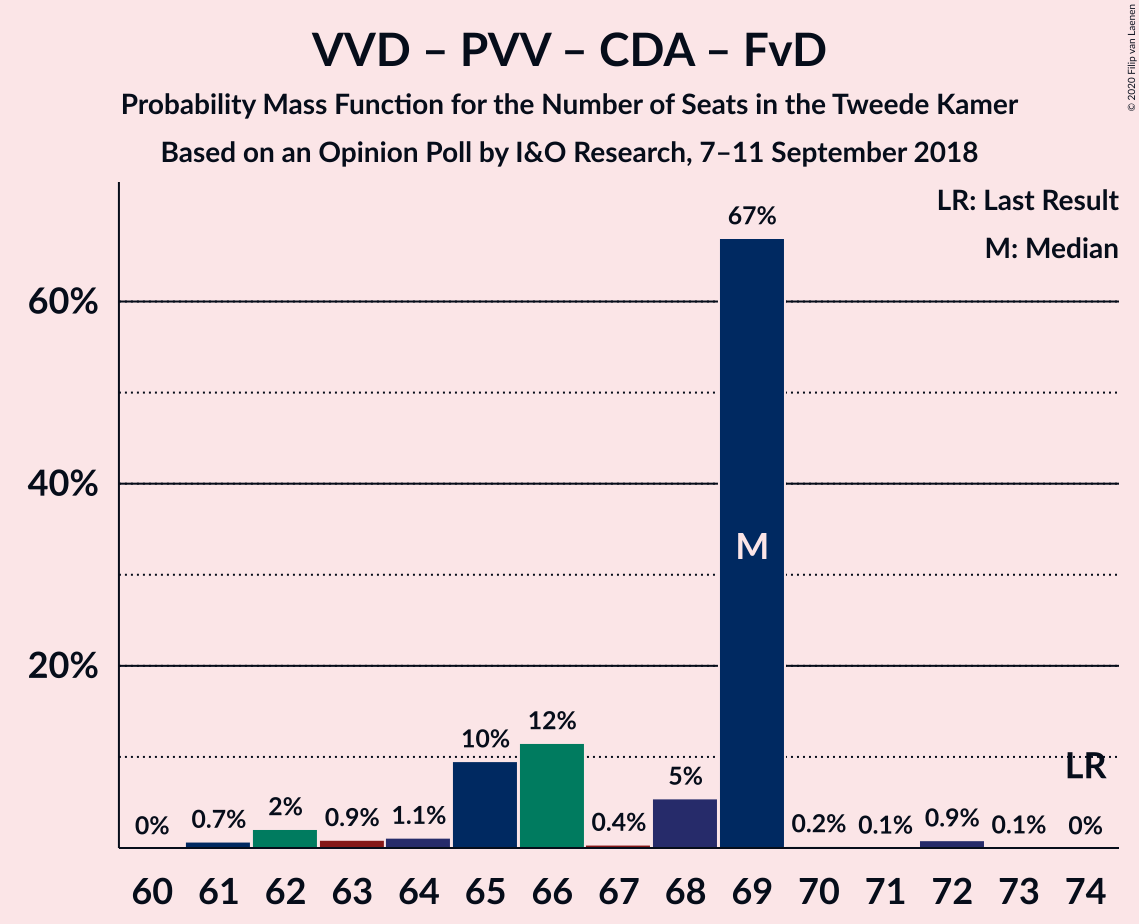 VVD – PVV – CDA – FvD
Probability Mass Function for the Number of Seats in the Tweede Kamer
Based on an Opinion Poll by I&O Research, 7–11 September 2018
© 2020 Filip van Laenen
LR: Last Result
M: Median
67%
60%
M
40%
20%
12%
10%
LR
5%
2%
1.1%
0.9%
0.9%
0.7%
0.4%
0.2%
0.1%
0.1%
0%
0%
60 61 62 63 64 65 66 67 68 69 70 71 72 73 74